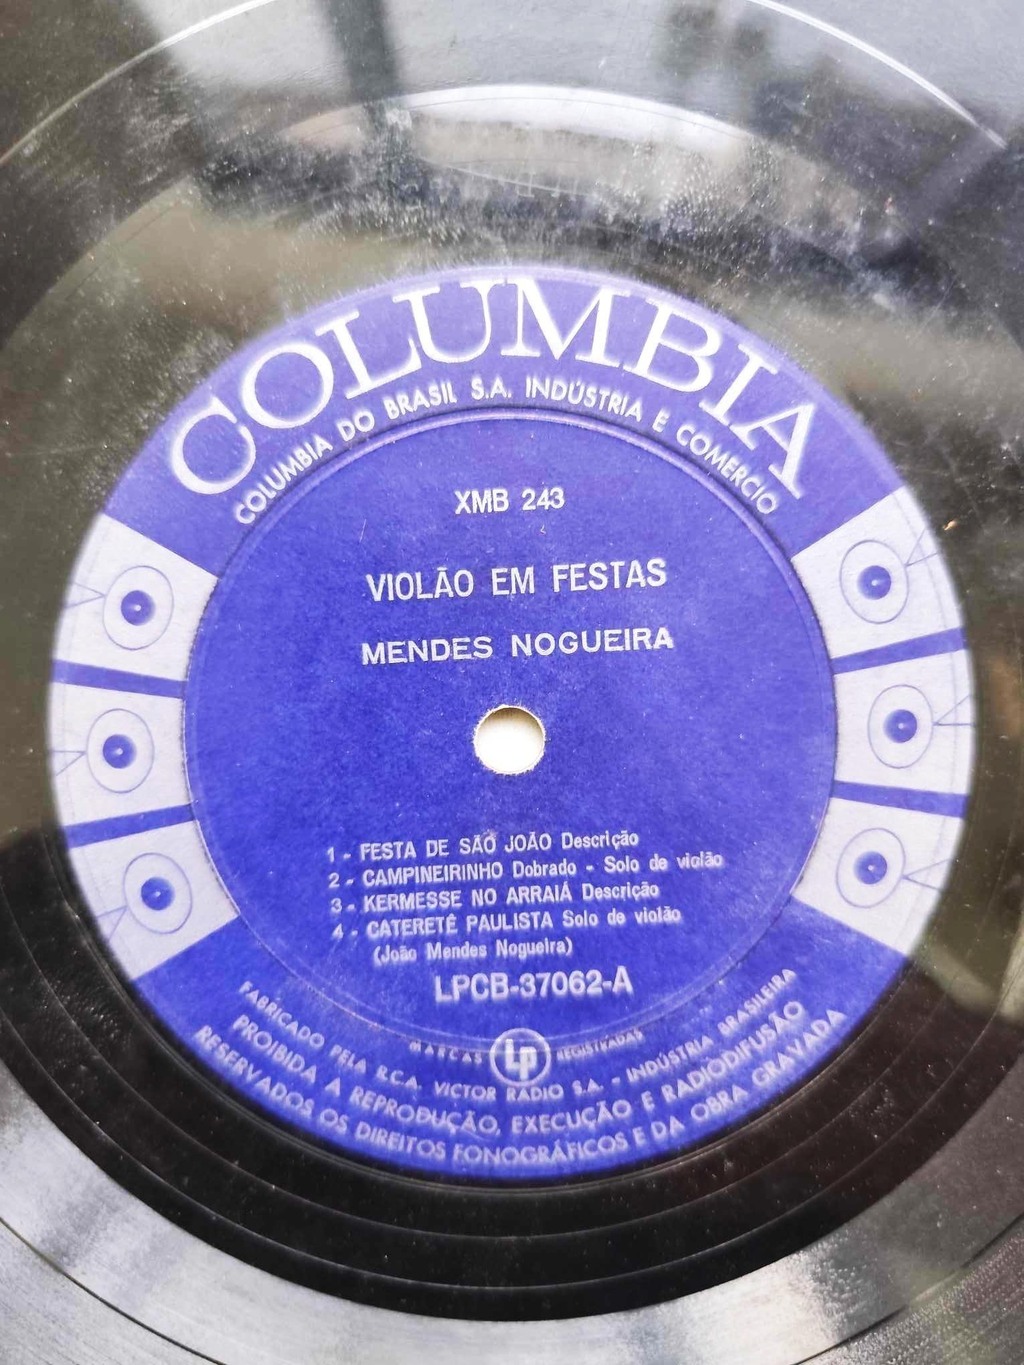 COLUMBIA
COLUMBIA DO BRASIL S.A. INDÚSTRIA E COMERCIO
XMB 243
VIOLÃO EM FESTAS
MENDES NOGUEIRA
1 - FESTA DE SÃO JOÃO Descrição
2 - CAMPINEIRINHO Dobrado - Solo de violão
3 - KERMESSE NO ARRAIÁ Descrição
4 - CATERETÊ PAULISTA Solo de violão
(João Mendes Nogueira)
LPCB-37062-A
MARCAS Lp REGISTRADAS
FABRICADO PELA R.C.A. VICTOR RADIO S.A. - INDÚSTRIA BRASILEIRA
PROIBIDA A REPRODUÇÃO, EXECUÇÃO E RADIODIFUSÃO
RESERVADOS OS DIREITOS FONOGRÁFICOS E DA OBRA GRAVADA